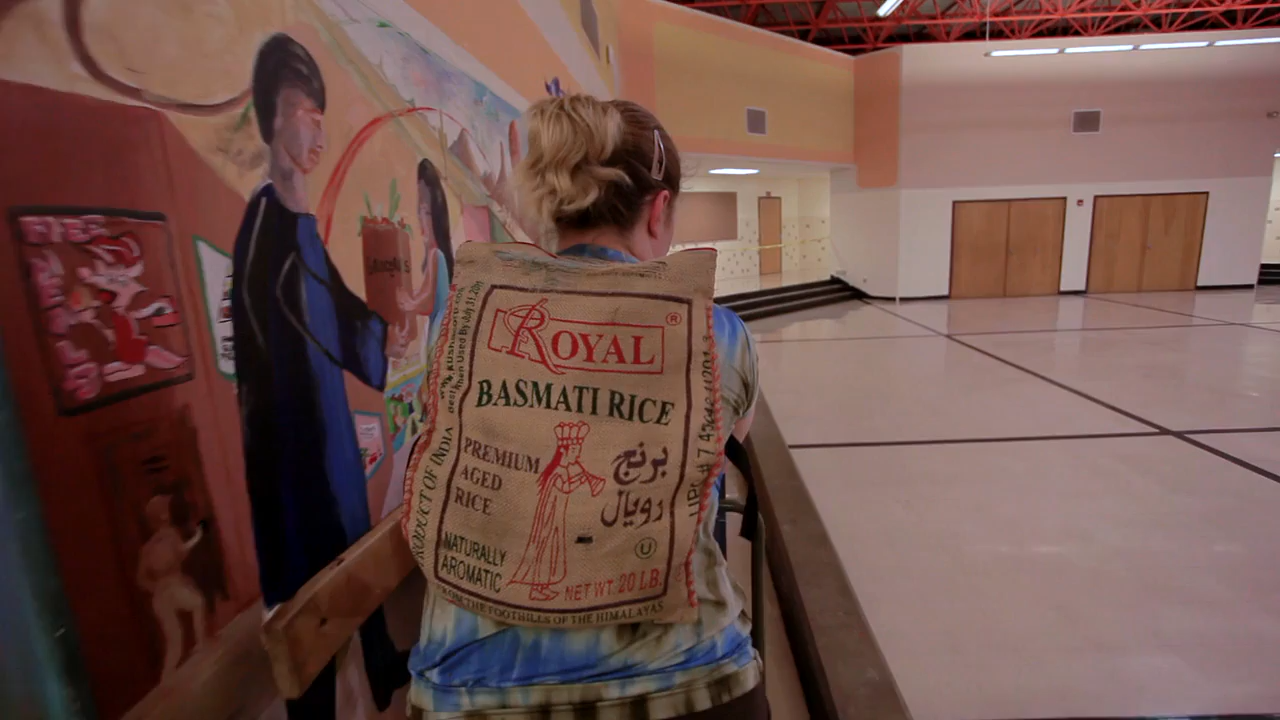 ROYAL ®
BASMATI RICE
PREMIUM
AGED
RICE
برنج
رويال
NATURALLY
AROMATIC
U
NET WT. 20 LB.
FROM THE FOOTHILLS OF THE HIMALAYAS
PRODUCT OF INDIA